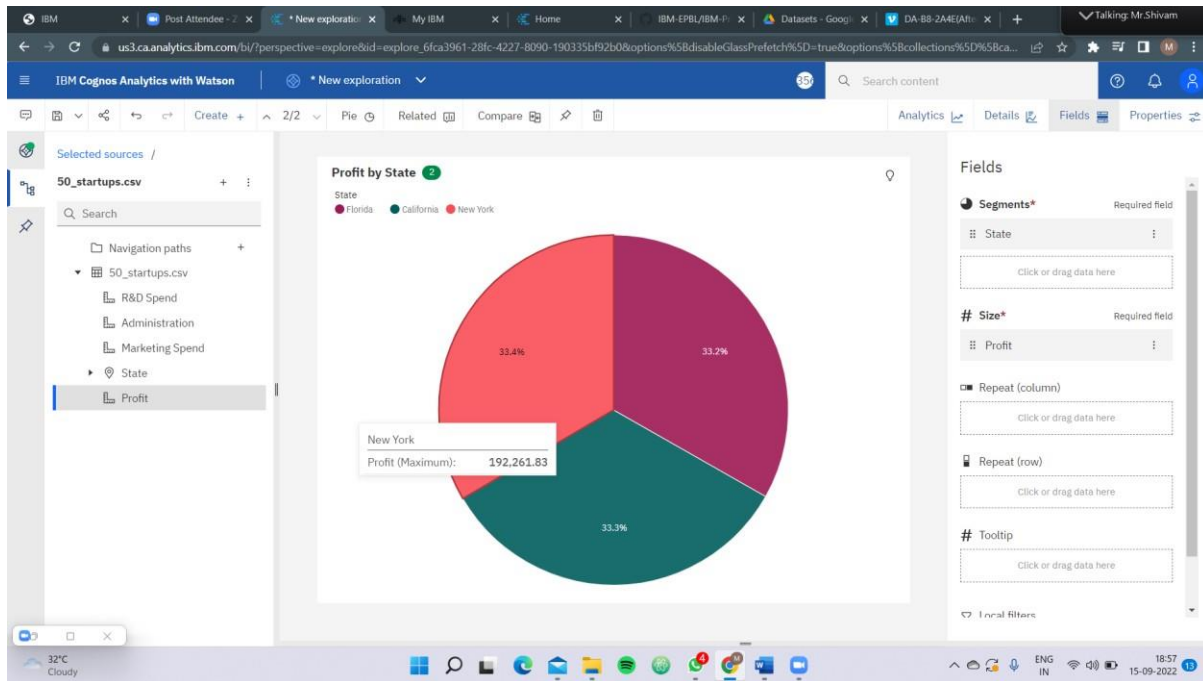 IBM
Post Attendee - Z
* New exploration
My IBM
Home
IBM-EPBL/IBM-Pr
Datasets - Googl
DA-B8-2A4E(Afte
Talking: Mr.Shivam
us3.ca.analytics.ibm.com/bi/?perspective=explore&id=explore_6fca3961-28fc-4227-8090-190335bf92b0&options%5BdisableGlassPrefetch%5D=true&options%5Bcollections%5D%5Bca...
M
IBM Cognos Analytics with Watson
* New exploration
Search content
Create +
2/2
Pie
Related
Compare
Analytics
Details
Fields
Properties
Selected sources /
50_startups.csv
Search
Navigation paths
50_startups.csv
R&D Spend
Administration
Marketing Spend
State
Profit
Profit by State 2
State
Florida California New York
33.4%
33.2%
33.3%
New York
Profit (Maximum): 192,261.83
Fields
Segments* Required field
State
Click or drag data here
# Size* Required field
Profit
Repeat (column)
Click or drag data here
Repeat (row)
Click or drag data here
# Tooltip
Click or drag data here
Local filters
32°C
Cloudy
4
ENG
IN
18:57
15-09-2022
13